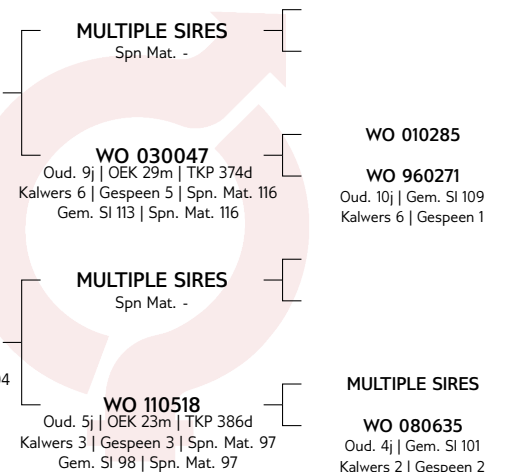 MULTIPLE SIRES
Spn Mat. -
WO 010285
WO 030047
Oud. 9j | OEK 29m | TKP 374d
Kalwers 6 | Gespeen 5 | Spn. Mat. 116
Gem. SI 113 | Spn. Mat. 116
WO 960271
Oud. 10j | Gem. SI 109
Kalwers 6 | Gespeen 1
MULTIPLE SIRES
Spn Mat. -
MULTIPLE SIRES
WO 110518
Oud. 5j | OEK 23m | TKP 386d
Kalwers 3 | Gespeen 3 | Spn. Mat. 97
Gem. SI 98 | Spn. Mat. 97
WO 080635
Oud. 4j | Gem. SI 101
Kalwers 2 | Gespeen 2